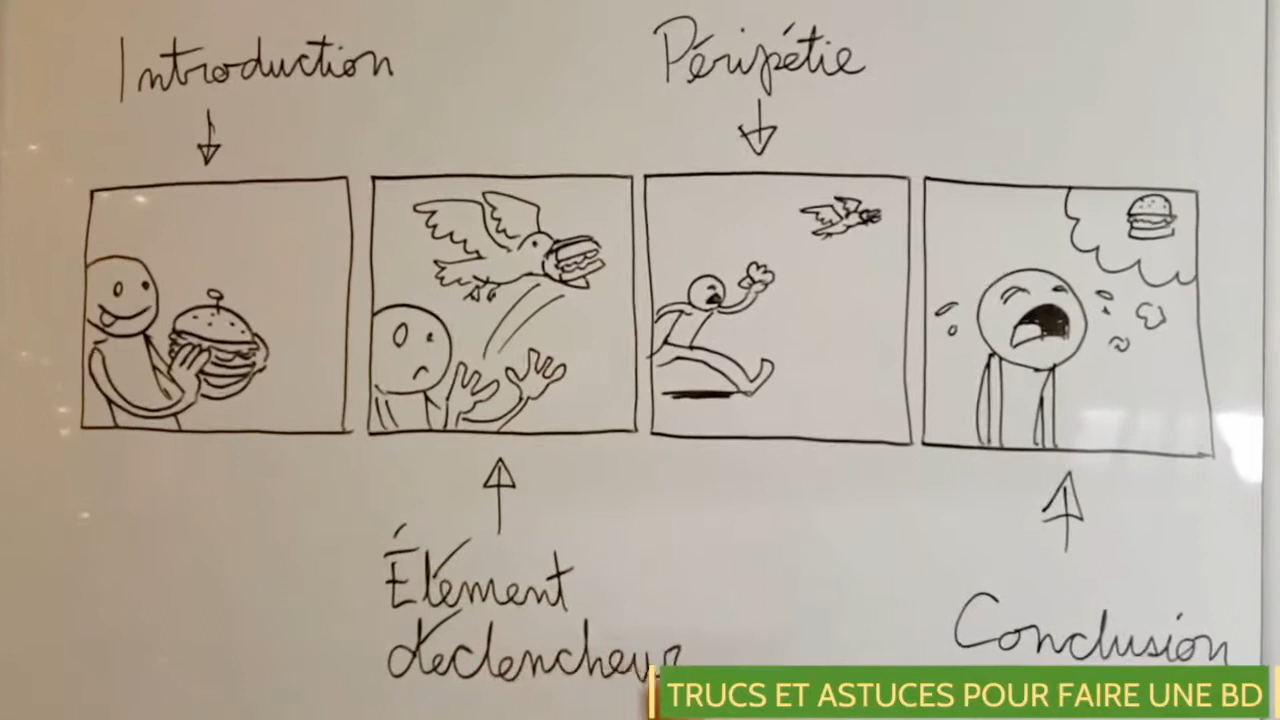 Introduction
Péripétie
Élément
déclencheur
Conclusion
TRUCS ET ASTUCES POUR FAIRE UNE BD